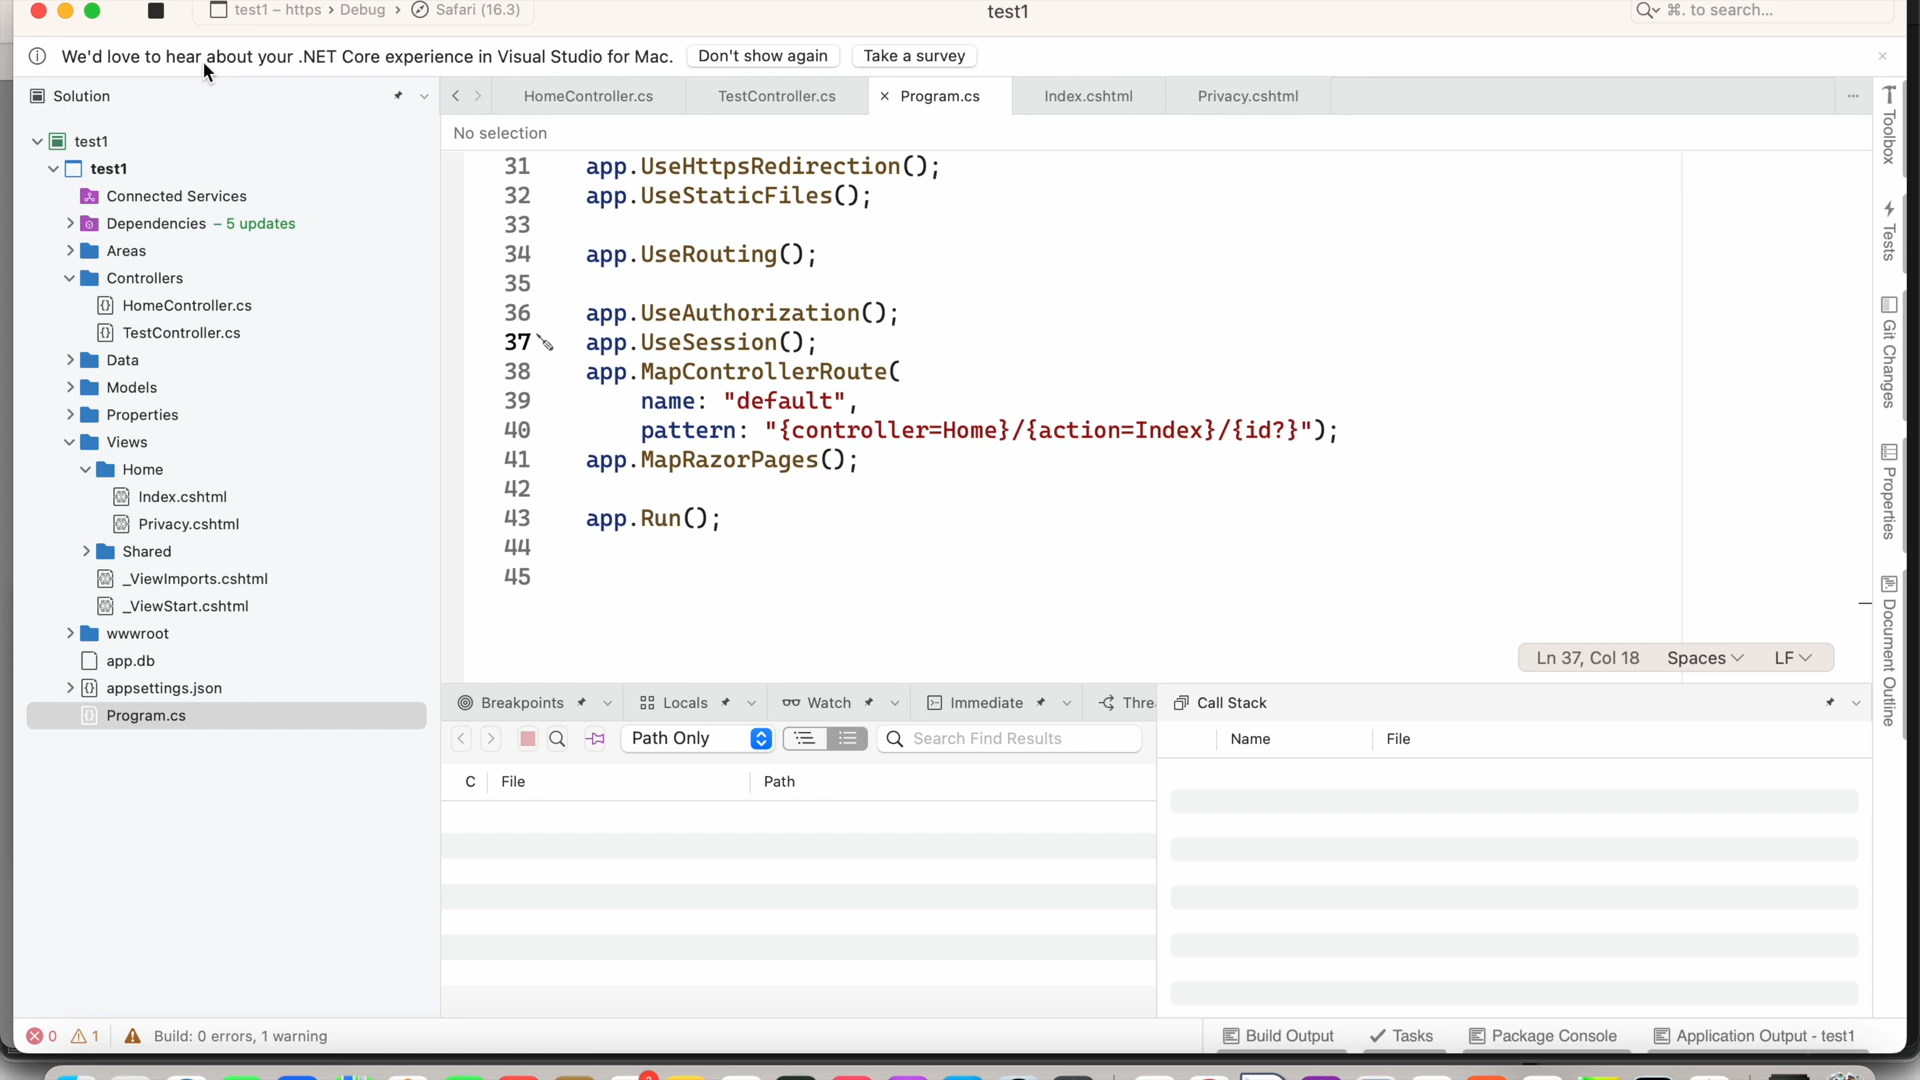 test1 – https › Debug › Safari (16.3)
test1
⌘. to search...
We'd love to hear about your .NET Core experience in Visual Studio for Mac.
Don't show again
Take a survey
Solution
HomeController.cs
TestController.cs
Program.cs
Index.cshtml
Privacy.cshtml
No selection
test1
test1
Connected Services
Dependencies – 5 updates
Areas
Controllers
HomeController.cs
TestController.cs
Data
Models
Properties
Views
Home
Index.cshtml
Privacy.cshtml
Shared
_ViewImports.cshtml
_ViewStart.cshtml
wwwroot
app.db
appsettings.json
Program.cs
31 app.UseHttpsRedirection();
32 app.UseStaticFiles();
33
34 app.UseRouting();
35
36 app.UseAuthorization();
37 app.UseSession();
38 app.MapControllerRoute(
39 name: "default",
40 pattern: "{controller=Home}/{action=Index}/{id?}");
41 app.MapRazorPages();
42
43 app.Run();
44
45
Ln 37, Col 18 Spaces LF
Toolbox
Tests
Git Changes
Properties
Document Outline
Breakpoints
Locals
Watch
Immediate
Thre
Call Stack
Path Only
Search Find Results
Name
File
C
File
Path
0
1
Build: 0 errors, 1 warning
Build Output
Tasks
Package Console
Application Output - test1
2